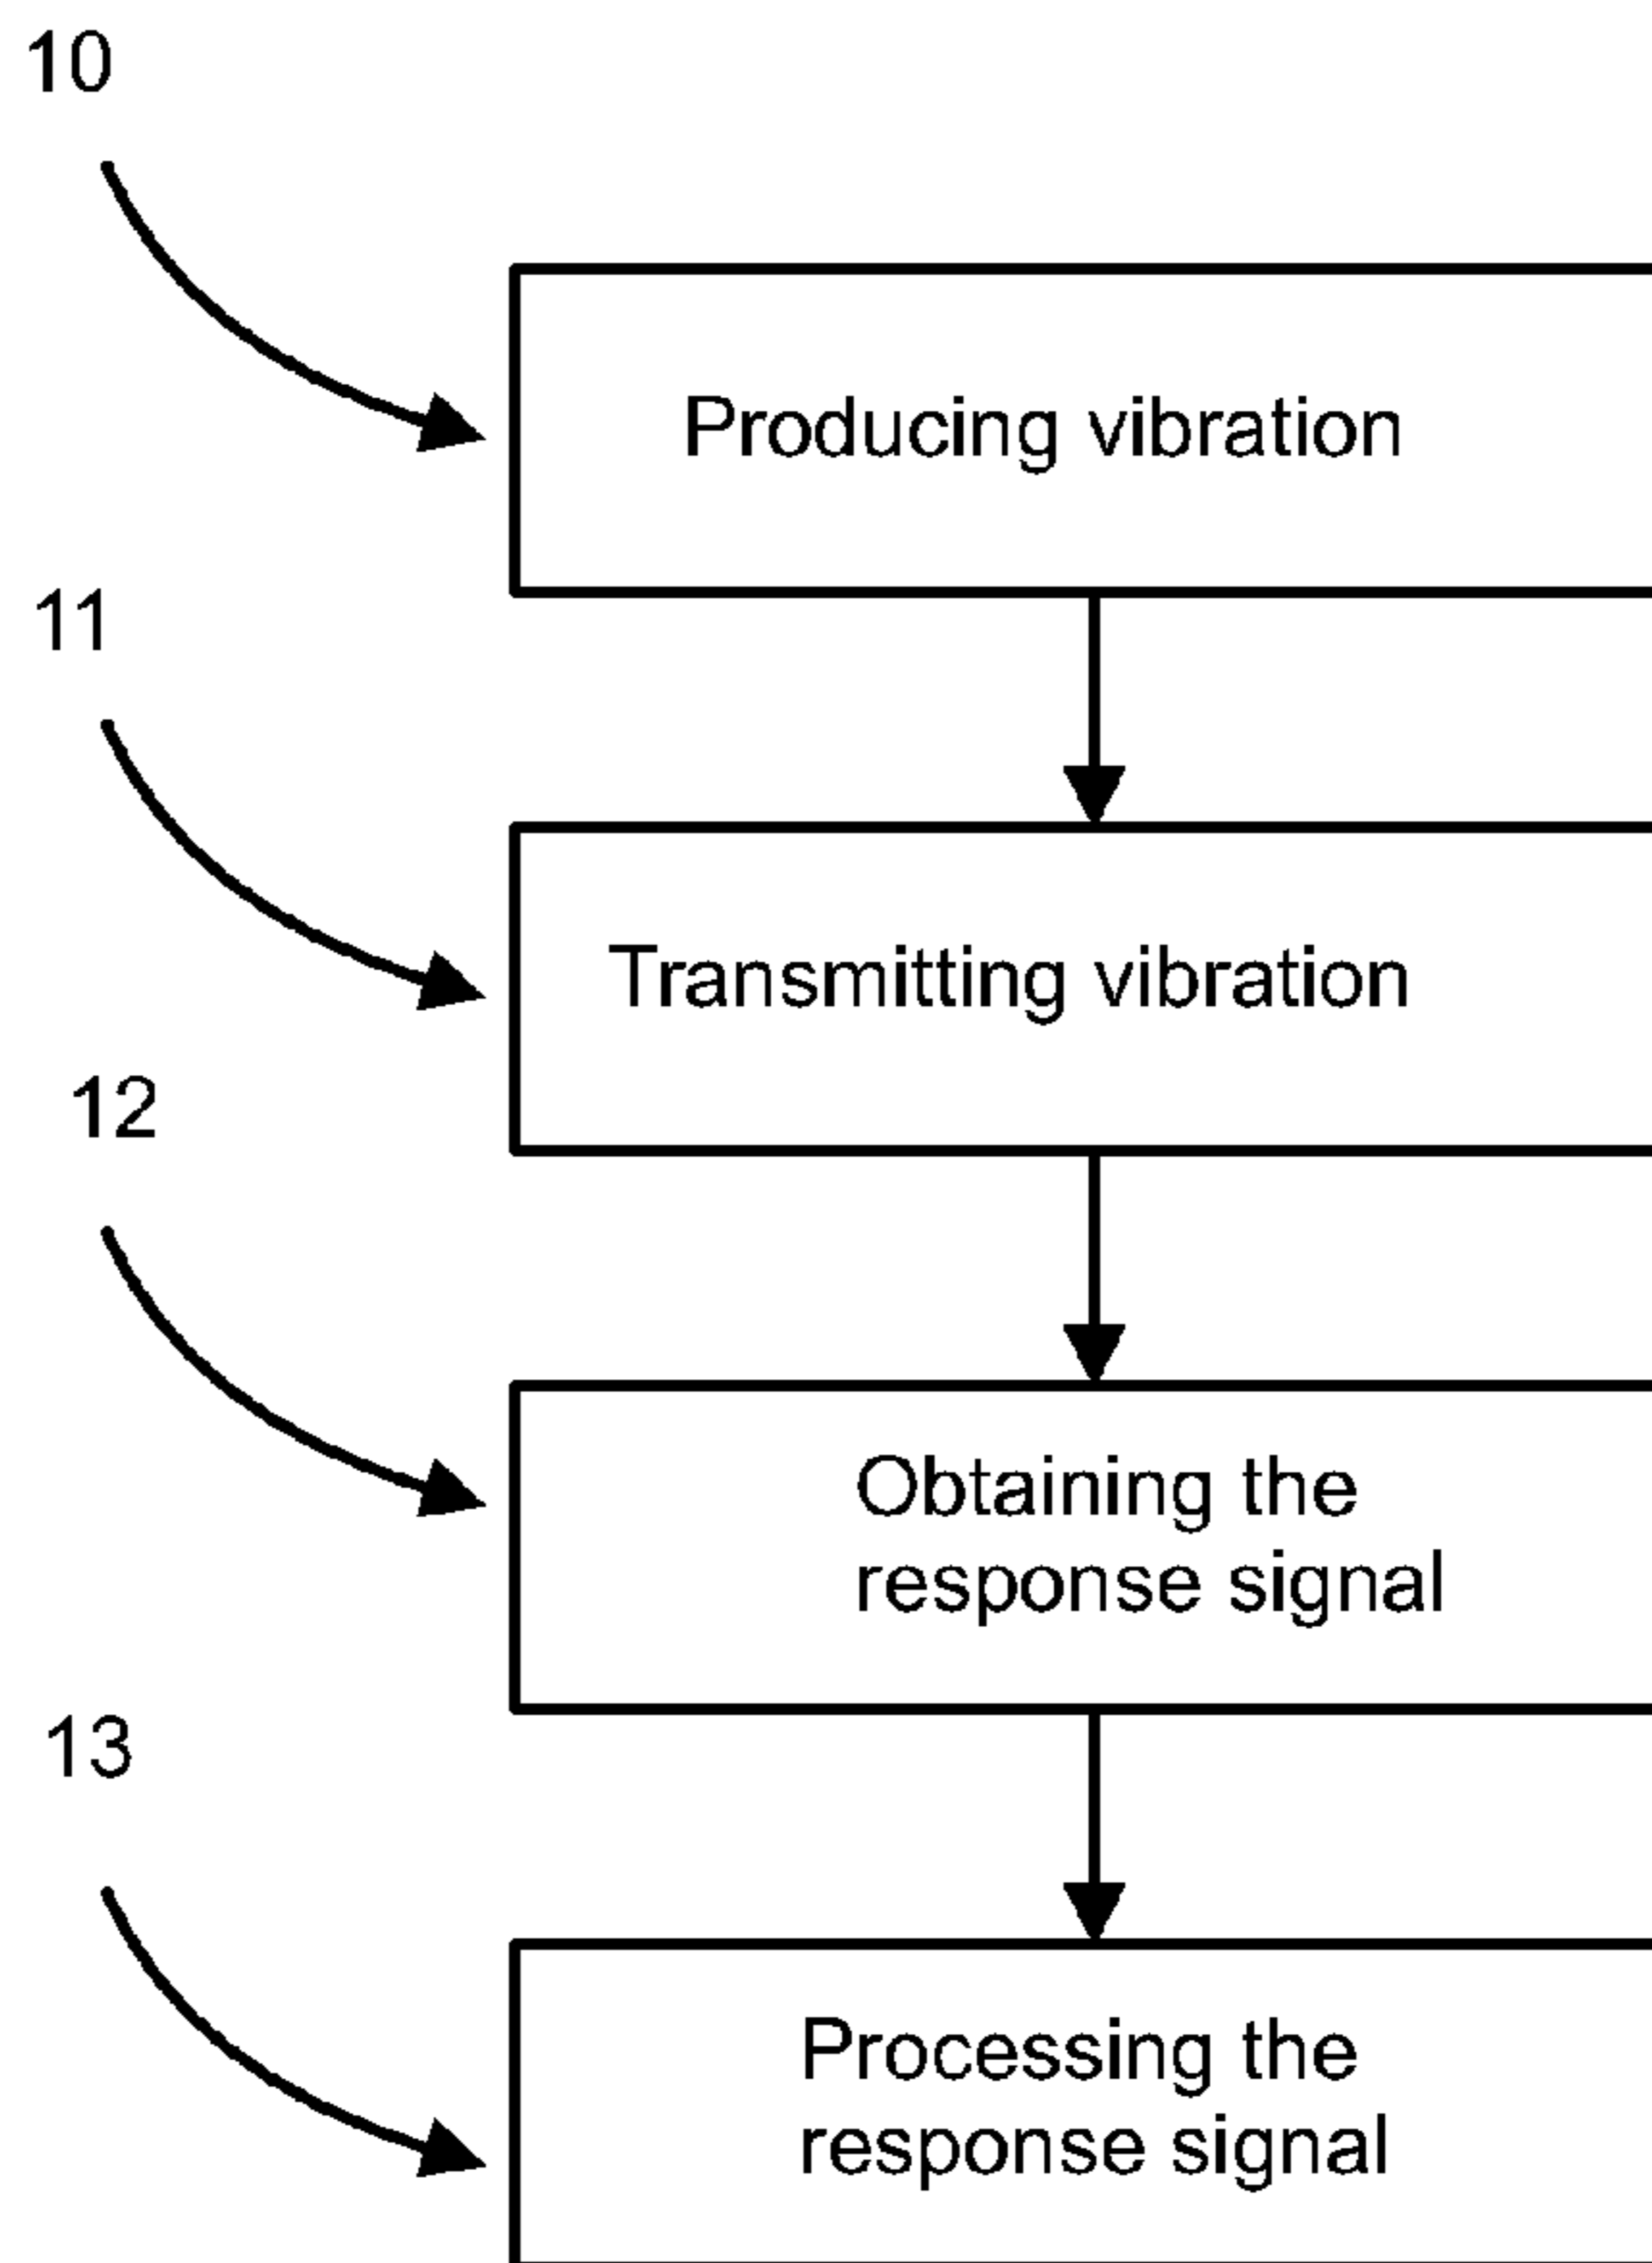 10
Producing vibration
11
Transmitting vibration
12
Obtaining the
response signal
13
Processing the
response signal